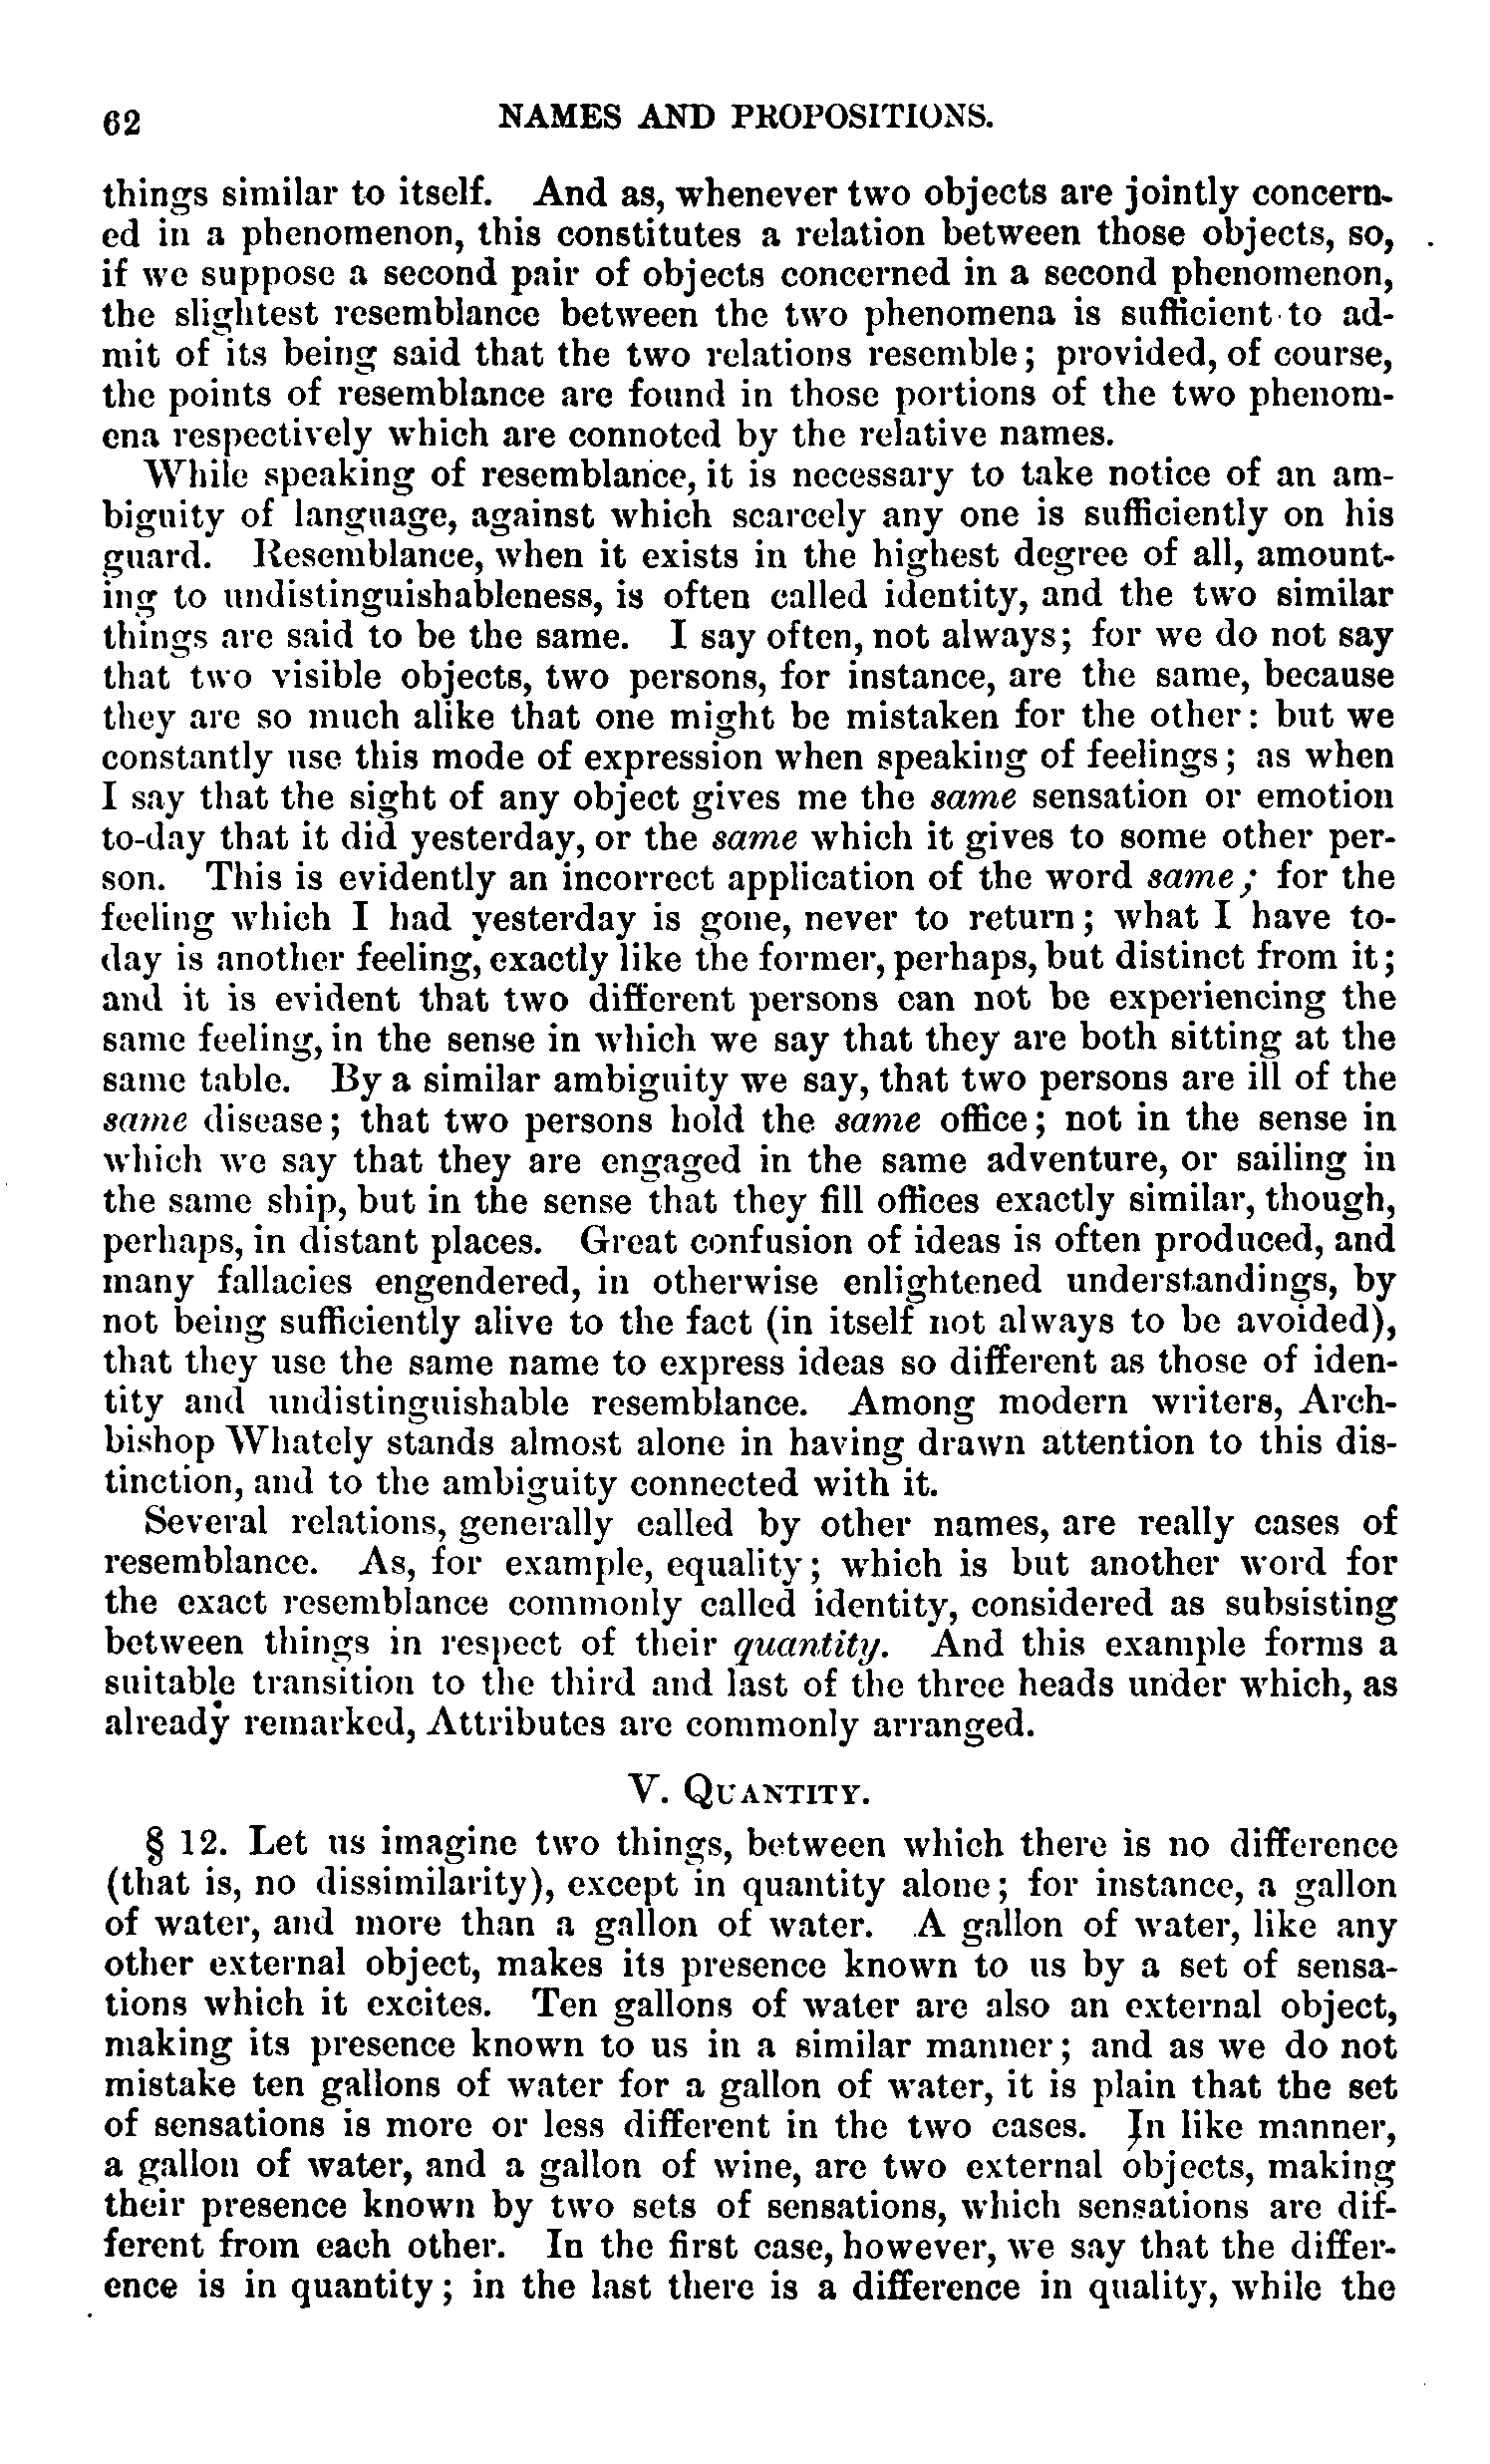 62 NAMES AND PROPOSITIONS.
things similar to itself. And as, whenever two objects are jointly concern-
ed in a phenomenon, this constitutes a relation between those objects, so,
if we suppose a second pair of objects concerned in a second phenomenon,
the slightest resemblance between the two phenomena is sufficient to ad-
mit of its being said that the two relations resemble; provided, of course,
the points of resemblance are found in those portions of the two phenom-
ena respectively which are connoted by the relative names.
While speaking of resemblance, it is necessary to take notice of an am-
biguity of language, against which scarcely any one is sufficiently on his
guard. Resemblance, when it exists in the highest degree of all, amount-
ing to undistinguishableness, is often called identity, and the two similar
things are said to be the same. I say often, not always; for we do not say
that two visible objects, two persons, for instance, are the same, because
they are so much alike that one might be mistaken for the other: but we
constantly use this mode of expression when speaking of feelings; as when
I say that the sight of any object gives me the same sensation or emotion
to-day that it did yesterday, or the same which it gives to some other per-
son. This is evidently an incorrect application of the word same; for the
feeling which I had yesterday is gone, never to return; what I have to-
day is another feeling, exactly like the former, perhaps, but distinct from it;
and it is evident that two different persons can not be experiencing the
same feeling, in the sense in which we say that they are both sitting at the
same table. By a similar ambiguity we say, that two persons are ill of the
same disease; that two persons hold the same office; not in the sense in
which we say that they are engaged in the same adventure, or sailing in
the same ship, but in the sense that they fill offices exactly similar, though,
perhaps, in distant places. Great confusion of ideas is often produced, and
many fallacies engendered, in otherwise enlightened understandings, by
not being sufficiently alive to the fact (in itself not always to be avoided),
that they use the same name to express ideas so different as those of iden-
tity and undistinguishable resemblance. Among modern writers, Arch-
bishop Whately stands almost alone in having drawn attention to this dis-
tinction, and to the ambiguity connected with it.
Several relations, generally called by other names, are really cases of
resemblance. As, for example, equality; which is but another word for
the exact resemblance commonly called identity, considered as subsisting
between things in respect of their quantity. And this example forms a
suitable transition to the third and last of the three heads under which, as
already remarked, Attributes are commonly arranged.
V. QUANTITY.
§ 12. Let us imagine two things, between which there is no difference
(that is, no dissimilarity), except in quantity alone; for instance, a gallon
of water, and more than a gallon of water. A gallon of water, like any
other external object, makes its presence known to us by a set of sensa-
tions which it excites. Ten gallons of water are also an external object,
making its presence known to us in a similar manner; and as we do not
mistake ten gallons of water for a gallon of water, it is plain that the set
of sensations is more or less different in the two cases. In like manner,
a gallon of water, and a gallon of wine, are two external objects, making
their presence known by two sets of sensations, which sensations are dif-
ferent from each other. In the first case, however, we say that the differ-
ence is in quantity; in the last there is a difference in quality, while the